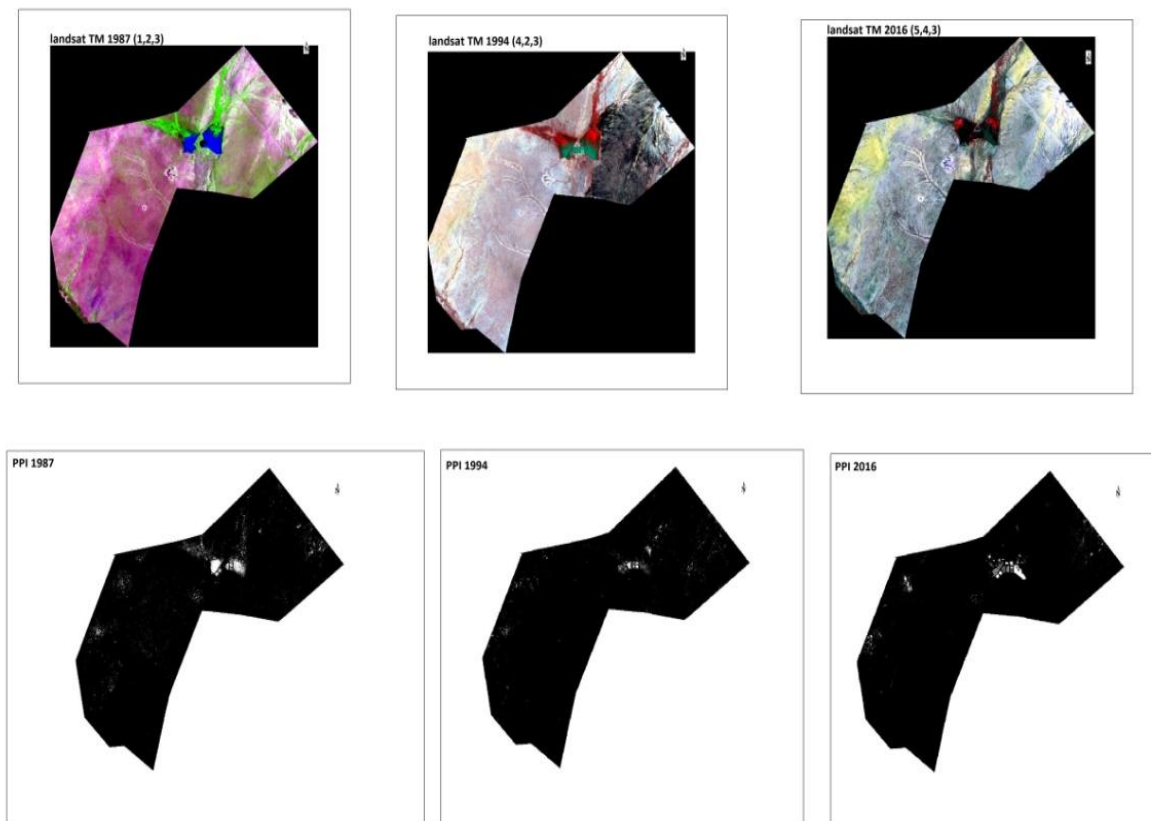 landsat TM 1987 (1,2,3)
landsat TM 1994 (4,2,3)
landsat TM 2016 (5,4,3)
PPI 1987
PPI 1994
PPI 2016